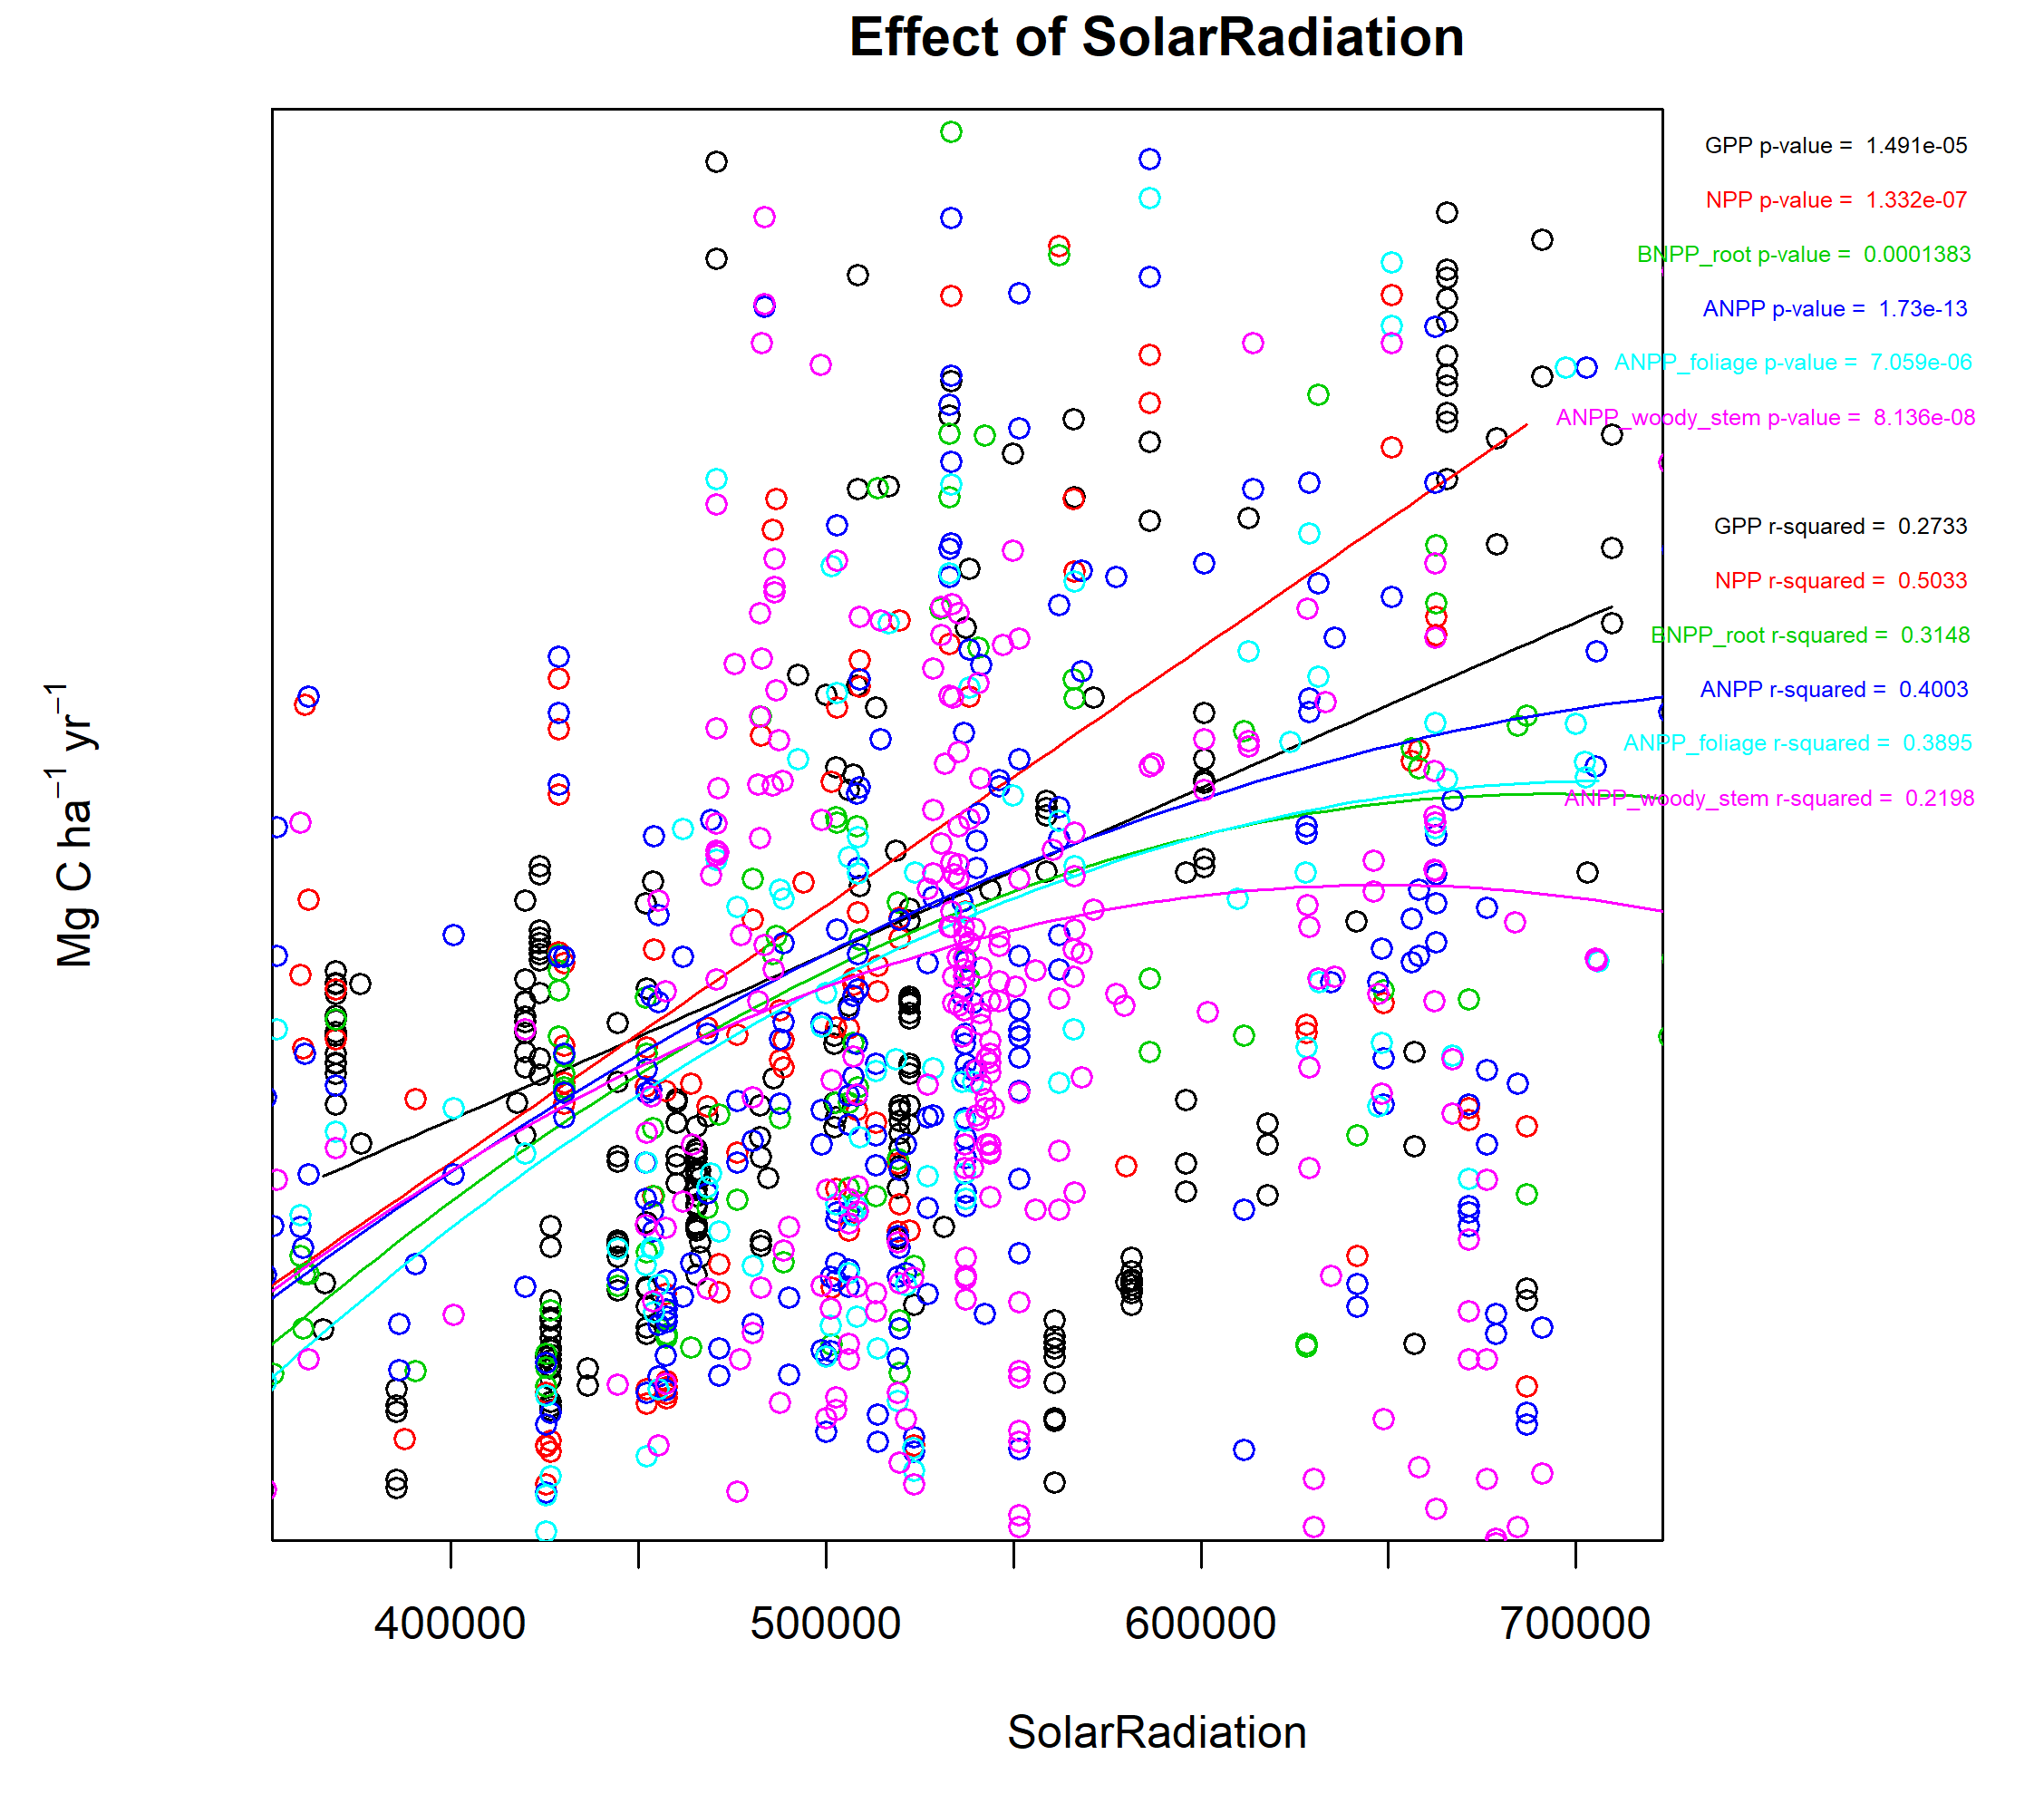 Effect of SolarRadiation
GPP p-value = 1.491e-05
NPP p-value = 1.332e-07
BNPP_root p-value = 0.0001383
ANPP p-value = 1.73e-13
ANPP_foliage p-value = 7.059e-06
ANPP_woody_stem p-value = 8.136e-08
GPP r-squared = 0.2733
NPP r-squared = 0.5033
BNPP_root r-squared = 0.3148
ANPP r-squared = 0.4003
ANPP_foliage r-squared = 0.3895
ANPP_woody_stem r-squared = 0.2198
Mg C ha⁻¹ yr⁻¹
400000 500000 600000 700000
SolarRadiation